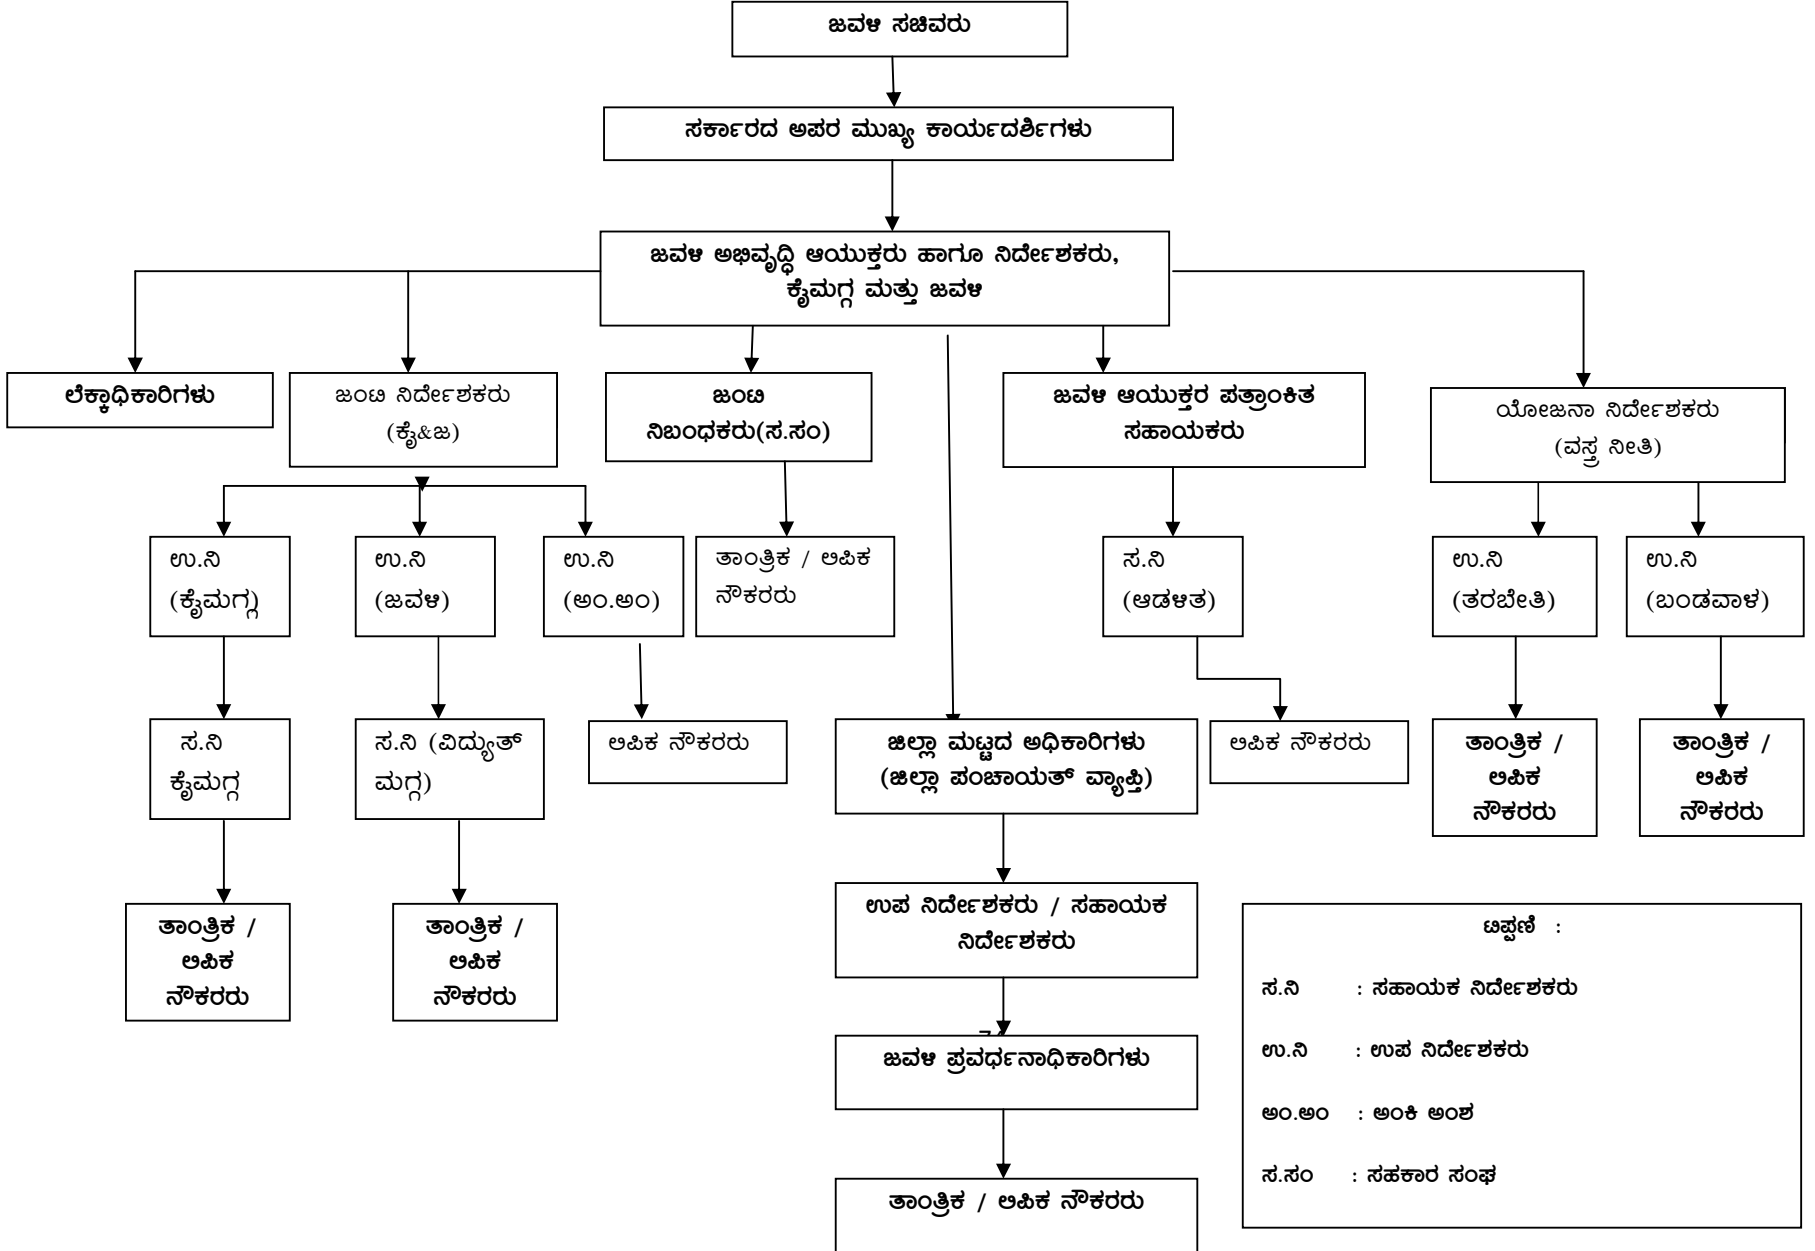 ಜವಳಿ ಸಚಿವರು
ಸರ್ಕಾರದ ಅಪರ ಮುಖ್ಯ ಕಾರ್ಯದರ್ಶಿಗಳು
ಜವಳಿ ಅಭಿವೃದ್ಧಿ ಆಯುಕ್ತರು ಹಾಗೂ ನಿರ್ದೇಶಕರು,
ಕೈಮಗ್ಗ ಮತ್ತು ಜವಳಿ
ಲೆಕ್ಕಾಧಿಕಾರಿಗಳು
ಜಂಟಿ ನಿರ್ದೇಶಕರು
(ಕೈ&ಜ)
ಜಂಟಿ
ನಿಬಂಧಕರು(ಸ.ಸಂ)
ಜವಳಿ ಆಯುಕ್ತರ ಪತ್ರಾಂಕಿತ
ಸಹಾಯಕರು
ಯೋಜನಾ ನಿರ್ದೇಶಕರು
(ವಸ್ತ್ರ ನೀತಿ)
ಉ.ನಿ
(ಕೈಮಗ್ಗ)
ಉ.ನಿ
(ಜವಳಿ)
ಉ.ನಿ
(ಅಂ.ಅಂ)
ತಾಂತ್ರಿಕ / ಲಿಪಿಕ
ನೌಕರರು
ಸ.ನಿ
(ಆಡಳಿತ)
ಉ.ನಿ
(ತರಬೇತಿ)
ಉ.ನಿ
(ಬಂಡವಾಳ)
ಸ.ನಿ
ಕೈಮಗ್ಗ
ಸ.ನಿ (ವಿದ್ಯುತ್
ಮಗ್ಗ)
ಲಿಪಿಕ ನೌಕರರು
ಜಿಲ್ಲಾ ಮಟ್ಟದ ಅಧಿಕಾರಿಗಳು
(ಜಿಲ್ಲಾ ಪಂಚಾಯತ್ ವ್ಯಾಪ್ತಿ)
ಲಿಪಿಕ ನೌಕರರು
ತಾಂತ್ರಿಕ /
ಲಿಪಿಕ
ನೌಕರರು
ತಾಂತ್ರಿಕ /
ಲಿಪಿಕ
ನೌಕರರು
ತಾಂತ್ರಿಕ /
ಲಿಪಿಕ
ನೌಕರರು
ತಾಂತ್ರಿಕ /
ಲಿಪಿಕ
ನೌಕರರು
ಉಪ ನಿರ್ದೇಶಕರು / ಸಹಾಯಕ
ನಿರ್ದೇಶಕರು
ಜವಳಿ ಪ್ರವರ್ಧನಾಧಿಕಾರಿಗಳು
ತಾಂತ್ರಿಕ / ಲಿಪಿಕ ನೌಕರರು
ಟಿಪ್ಪಣಿ :
ಸ.ನಿ : ಸಹಾಯಕ ನಿರ್ದೇಶಕರು
ಉ.ನಿ : ಉಪ ನಿರ್ದೇಶಕರು
ಅಂ.ಅಂ : ಅಂಕಿ ಅಂಶ
ಸ.ಸಂ : ಸಹಕಾರ ಸಂಘ